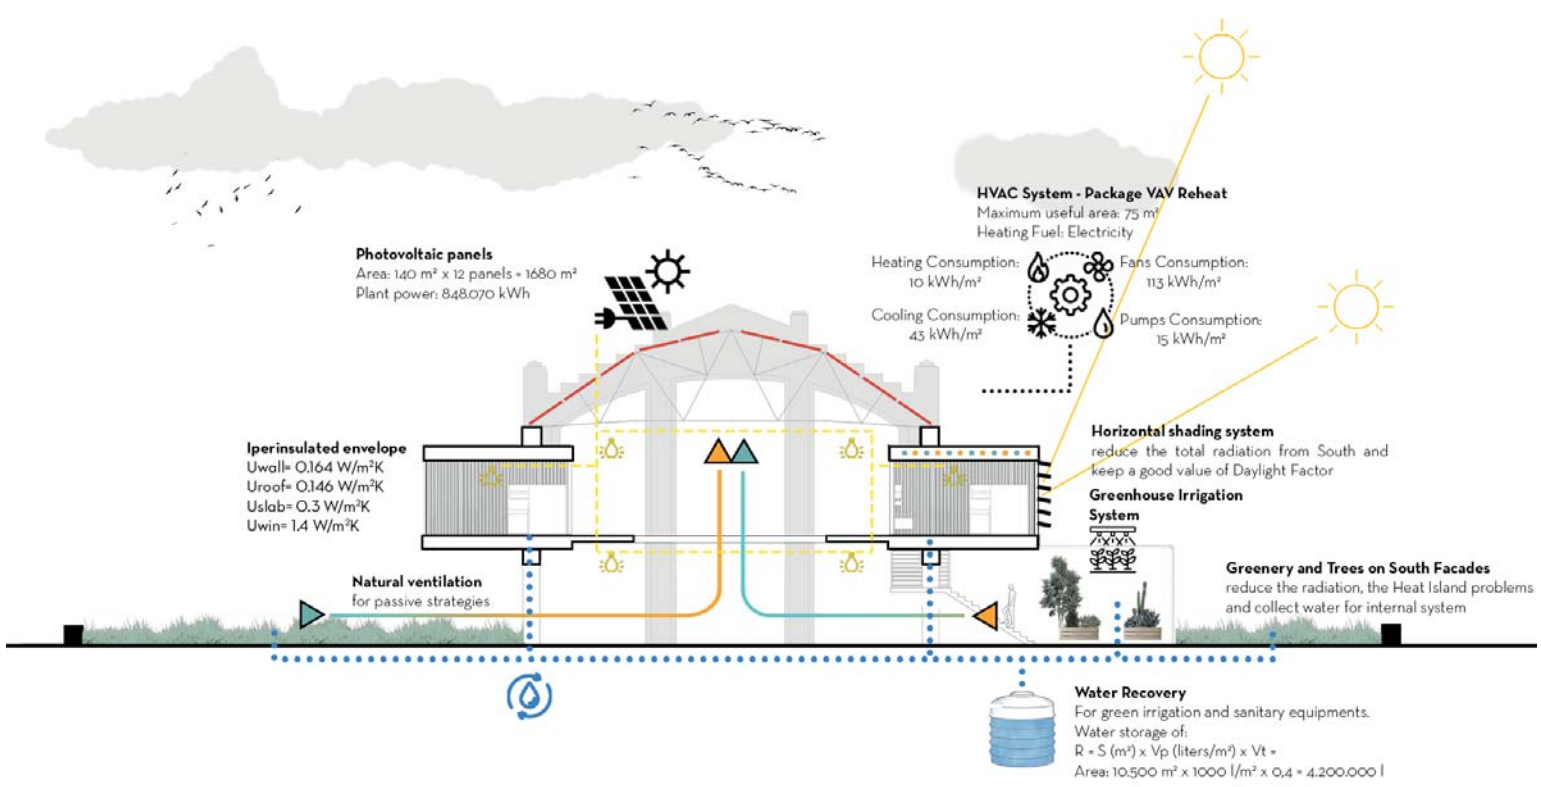 HVAC System - Package VAV Reheat
Maximum useful area: 75 m²
Heating Fuel: Electricity
Heating Consumption:
10 kWh/m²
Fans Consumption:
113 kWh/m²
Cooling Consumption:
43 kWh/m²
Pumps Consumption:
15 kWh/m²
Photovoltaic panels
Area: 140 m² x 12 panels = 1680 m²
Plant power: 848.070 kWh
Iperinsulated envelope
Uwall= 0.164 W/m²K
Uroof= 0.146 W/m²K
Uslab= 0.3 W/m²K
Uwin= 1.4 W/m²K
Horizontal shading system
reduce the total radiation from South and
keep a good value of Daylight Factor
Greenhouse Irrigation
System
Natural ventilation
for passive strategies
Greenery and Trees on South Facades
reduce the radiation, the Heat Island problems
and collect water for internal system
Water Recovery
For green irrigation and sanitary equipments.
Water storage of:
R = S (m²) x Vp (liters/m²) x Vt =
Area: 10.500 m² x 1000 l/m² x 0,4 = 4.200.000 l